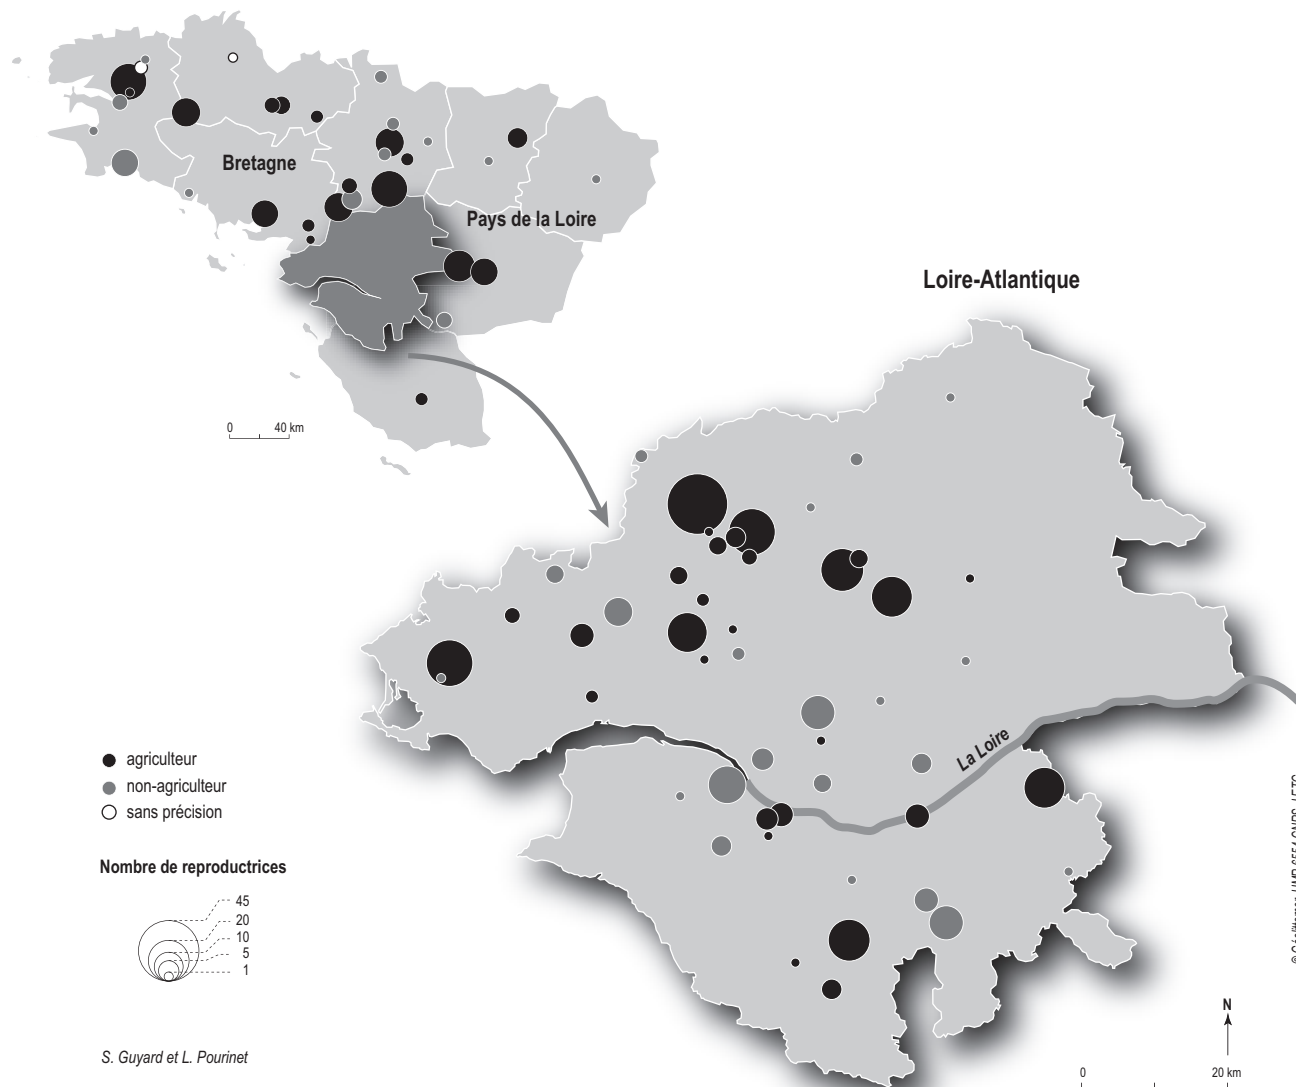 Bretagne
Pays de la Loire
0 40 km
Loire-Atlantique
La Loire
agriculteur
non-agriculteur
sans précision
Nombre de reproductrices
45
20
10
5
1
S. Guyard et L. Pourinet
N
0 20 km